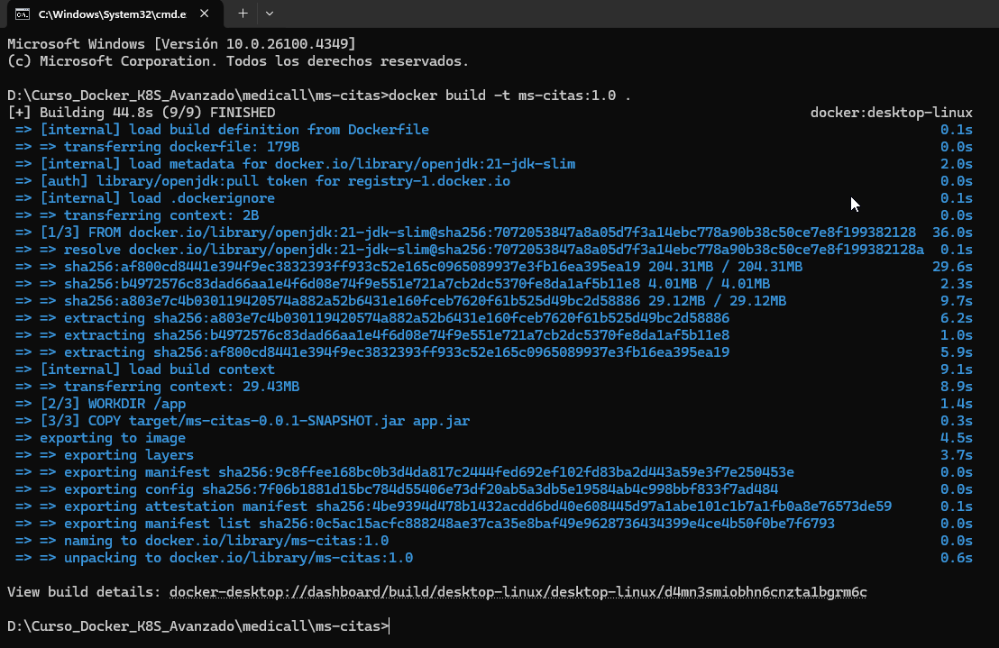 C:\Windows\System32\cmd.e
Microsoft Windows [Versión 10.0.26100.4349]
(c) Microsoft Corporation. Todos los derechos reservados.
D:\Curso_Docker_K8S_Avanzado\medicall\ms-citas>docker build -t ms-citas:1.0 .
[+] Building 44.8s (9/9) FINISHED docker:desktop-linux
=> [internal] load build definition from Dockerfile 0.1s
=> => transferring dockerfile: 179B 0.0s
=> [internal] load metadata for docker.io/library/openjdk:21-jdk-slim 2.0s
=> [auth] library/openjdk:pull token for registry-1.docker.io 0.0s
=> [internal] load .dockerignore 0.1s
=> => transferring context: 2B 0.0s
=> [1/3] FROM docker.io/library/openjdk:21-jdk-slim@sha256:7072053847a8a05d7f3a14ebc778a90b38c50ce7e8f199382128 36.0s
=> => resolve docker.io/library/openjdk:21-jdk-slim@sha256:7072053847a8a05d7f3a14ebc778a90b38c50ce7e8f199382128a 0.1s
=> => sha256:af800cd8441e394f9ec3832393ff933c52e165c0965089937e3fb16ea395ea19 204.31MB / 204.31MB 29.6s
=> => sha256:b4972576c83dad66aa1e4f6d08e74f9e551e721a7cb2dc5370fe8da1af5b11e8 4.01MB / 4.01MB 2.3s
=> => sha256:a803e7c4b030119420574a882a52b6431e160fceb7620f61b525d49bc2d58886 29.12MB / 29.12MB 9.7s
=> => extracting sha256:a803e7c4b030119420574a882a52b6431e160fceb7620f61b525d49bc2d58886 6.2s
=> => extracting sha256:b4972576c83dad66aa1e4f6d08e74f9e551e721a7cb2dc5370fe8da1af5b11e8 1.0s
=> => extracting sha256:af800cd8441e394f9ec3832393ff933c52e165c0965089937e3fb16ea395ea19 5.9s
=> [internal] load build context 9.1s
=> => transferring context: 29.43MB 8.9s
=> [2/3] WORKDIR /app 1.4s
=> [3/3] COPY target/ms-citas-0.0.1-SNAPSHOT.jar app.jar 0.3s
=> exporting to image 4.5s
=> => exporting layers 3.7s
=> => exporting manifest sha256:9c8ffee168bc0b3d4da817c2444fed692ef102fd83ba2d443a59e3f7e250453e 0.0s
=> => exporting config sha256:7f06b1881d15bc784d55406e73df20ab5a3db5e19584ab4c998bbf833f7ad484 0.0s
=> => exporting attestation manifest sha256:4be9394d478b1432acdd6bd40e608445d97a1abe101c1b7a1fb0a8e76573de59 0.1s
=> => exporting manifest list sha256:0c5ac15acfc888248ae37ca35e8baf49e9628736434399e4ce4b50f0be7f6793 0.0s
=> => naming to docker.io/library/ms-citas:1.0 0.0s
=> => unpacking to docker.io/library/ms-citas:1.0 0.6s
View build details: docker-desktop://dashboard/build/desktop-linux/desktop-linux/d4mn3smiobhn6cnzta1bgrm6c
D:\Curso_Docker_K8S_Avanzado\medicall\ms-citas>